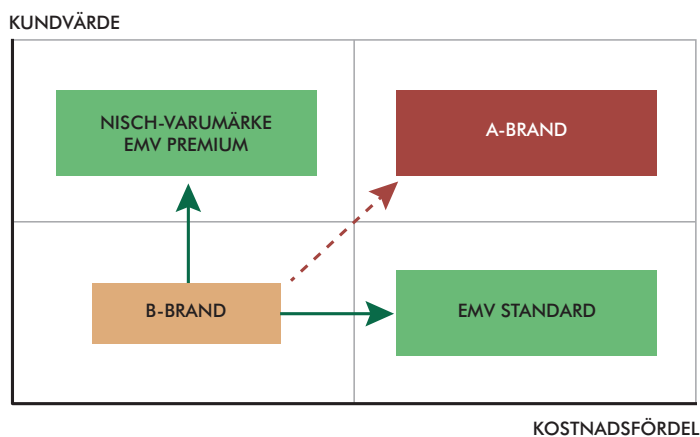 KUNDVÄRDE
NISCH-VARUMÄRKE
EMV PREMIUM
A-BRAND
B-BRAND
EMV STANDARD
KOSTNADSFÖRDEL